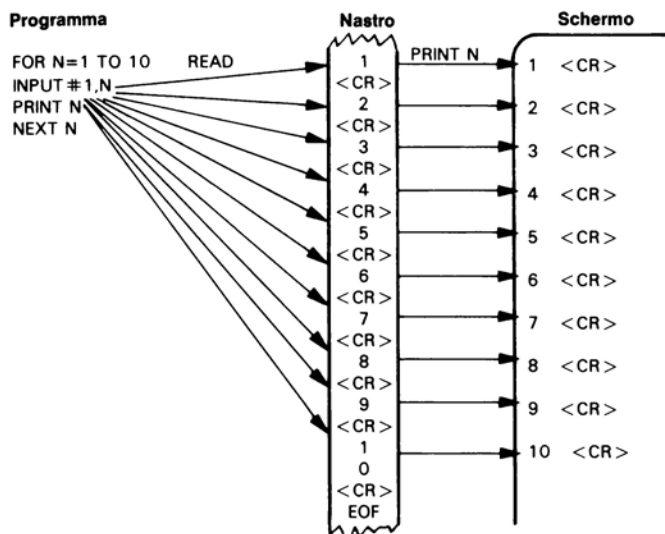 Programma
FOR N=1 TO 10 READ
INPUT #1,N
PRINT N
NEXT N
Nastro
1
<CR>
2
<CR>
3
<CR>
4
<CR>
5
<CR>
6
<CR>
7
<CR>
8
<CR>
9
<CR>
1
0
<CR>
EOF
PRINT N
Schermo
1 <CR>
2 <CR>
3 <CR>
4 <CR>
5 <CR>
6 <CR>
7 <CR>
8 <CR>
9 <CR>
10 <CR>